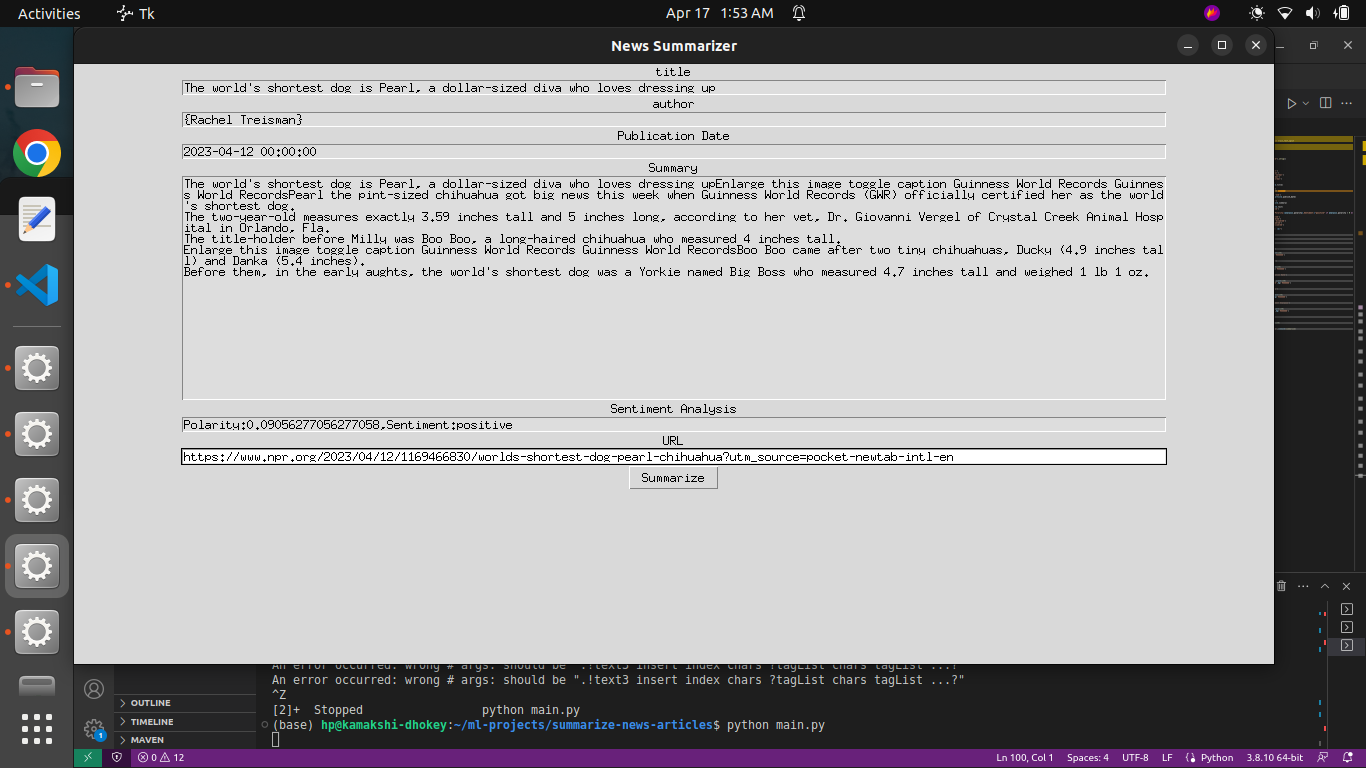 Activities
Tk
Apr 17 1:53 AM
News Summarizer
title
The world's shortest dog is Pearl, a dollar-sized diva who loves dressing up
author
{Rachel Treisman}
Publication Date
2023-04-12 00:00:00
Summary
The world's shortest dog is Pearl, a dollar-sized diva who loves dressing upEnlarge this image toggle caption Guinness World Records Guinnes
s World RecordsPearl the pint-sized chihuahua got big news this week when Guinness World Records (GWR) officially certified her as the world
's shortest dog.
The two-year-old measures exactly 3.59 inches tall and 5 inches long, according to her vet, Dr. Giovanni Vergel of Crystal Creek Animal Hosp
ital in Orlando, Fla.
The title-holder before Milly was Boo Boo, a long-haired chihuahua who measured 4 inches tall.
Enlarge this image toggle caption Guinness World Records Guinness World RecordsBoo Boo came after two tiny chihuahuas, Ducky (4.9 inches tal
l) and Danka (5.4 inches).
Before them, in the early aughts, the world's shortest dog was a Yorkie named Big Boss who measured 4.7 inches tall and weighed 1 lb 1 oz.
Sentiment Analysis
Polarity:0.09056277056277058,Sentiment:positive
URL
https://www.npr.org/2023/04/12/1169466830/worlds-shortest-dog-pearl-chihuahua?utm_source=pocket-newtab-intl-en
Summarize
An error occurred: wrong # args: should be ".!text3 insert index chars ?tagList chars tagList ...?"
An error occurred: wrong # args: should be ".!text3 insert index chars ?tagList chars tagList ...?"
^Z
[2]+ Stopped python main.py
(base) hp@kamakshi-dhokey:~/ml-projects/summarize-news-articles$ python main.py
OUTLINE
TIMELINE
MAVEN
1
0 12
Ln 100, Col 1 Spaces: 4 UTF-8 LF Python 3.8.10 64-bit